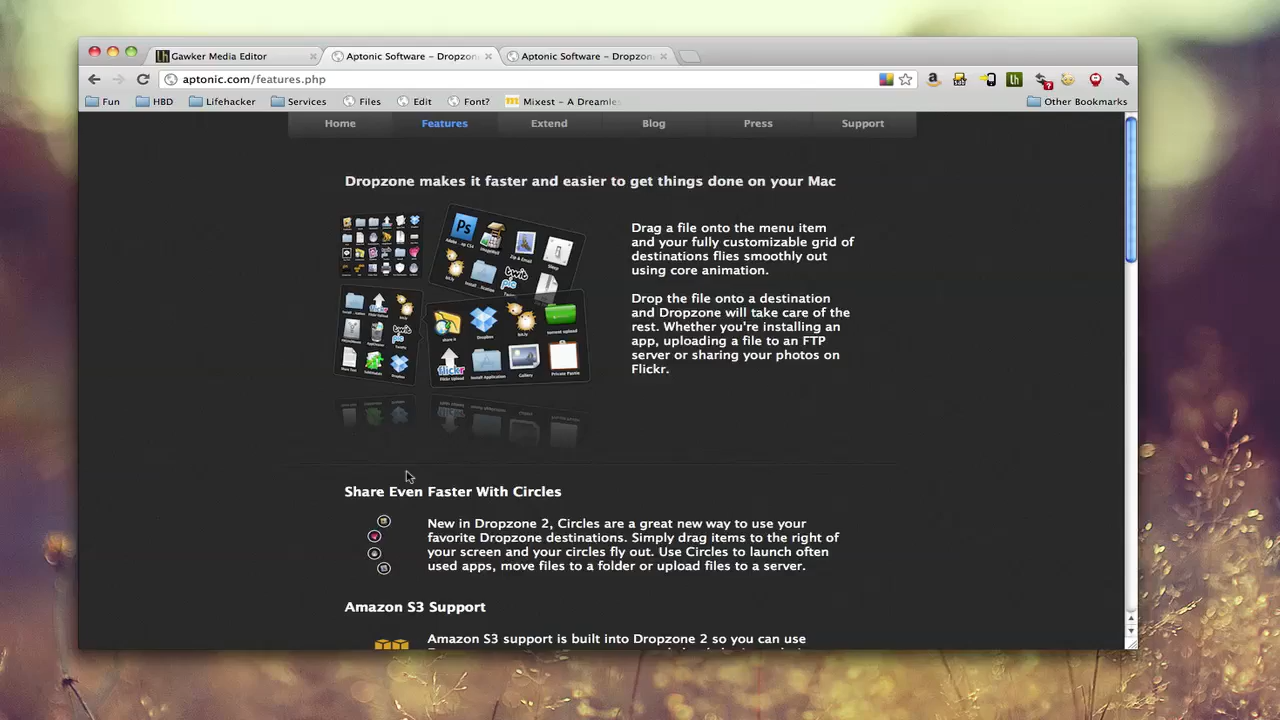 Gawker Media Editor
Aptonic Software – Dropzon
Aptonic Software – Dropzon
aptonic.com/features.php
Fun
HBD
Lifehacker
Services
Files
Edit
Font?
Mixest – A Dreamles
Other Bookmarks
Home
Features
Extend
Blog
Press
Support
Dropzone makes it faster and easier to get things done on your Mac
Drag a file onto the menu item
and your fully customizable grid of
destinations flies smoothly out
using core animation.
Drop the file onto a destination
and Dropzone will take care of the
rest. Whether you're installing an
app, uploading a file to an FTP
server or sharing your photos on
Flickr.
Ps
twit
pic
flickr
Share Even Faster With Circles
New in Dropzone 2, Circles are a great new way to use your
favorite Dropzone destinations. Simply drag items to the right of
your screen and your circles fly out. Use Circles to launch often
used apps, move files to a folder or upload files to a server.
Amazon S3 Support
Amazon S3 support is built into Dropzone 2 so you can use